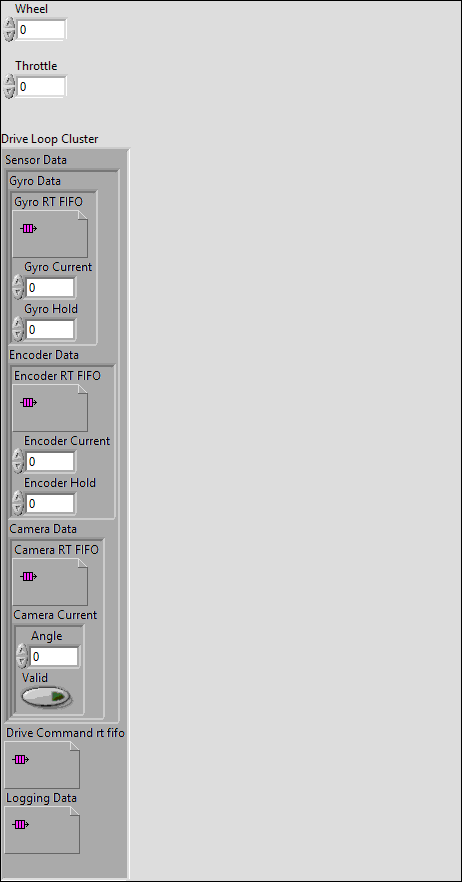 Wheel
0
Throttle
0
Drive Loop Cluster
Sensor Data
Gyro Data
Gyro RT FIFO
Gyro Current
0
Gyro Hold
0
Encoder Data
Encoder RT FIFO
Encoder Current
0
Encoder Hold
0
Camera Data
Camera RT FIFO
Camera Current
Angle
0
Valid
Drive Command rt fifo
Logging Data